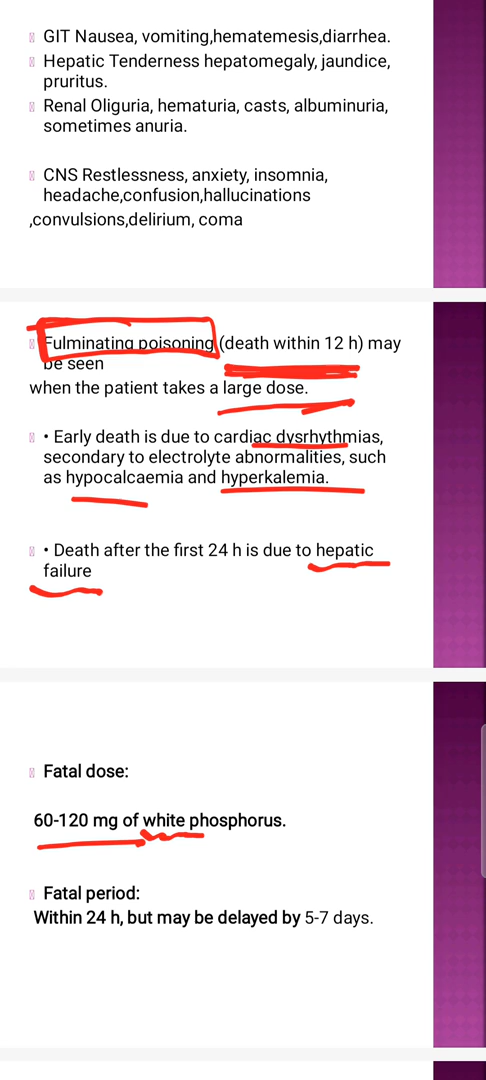 GIT Nausea, vomiting,hematemesis,diarrhea.
Hepatic Tenderness hepatomegaly, jaundice,
pruritus.
Renal Oliguria, hematuria, casts, albuminuria,
sometimes anuria.
CNS Restlessness, anxiety, insomnia,
headache,confusion,hallucinations
,convulsions,delirium, coma
Fulminating poisoning (death within 12 h) may
be seen
when the patient takes a large dose.
• Early death is due to cardiac dysrhythmias,
secondary to electrolyte abnormalities, such
as hypocalcaemia and hyperkalemia.
• Death after the first 24 h is due to hepatic
failure
Fatal dose:
60-120 mg of white phosphorus.
Fatal period:
Within 24 h, but may be delayed by 5-7 days.